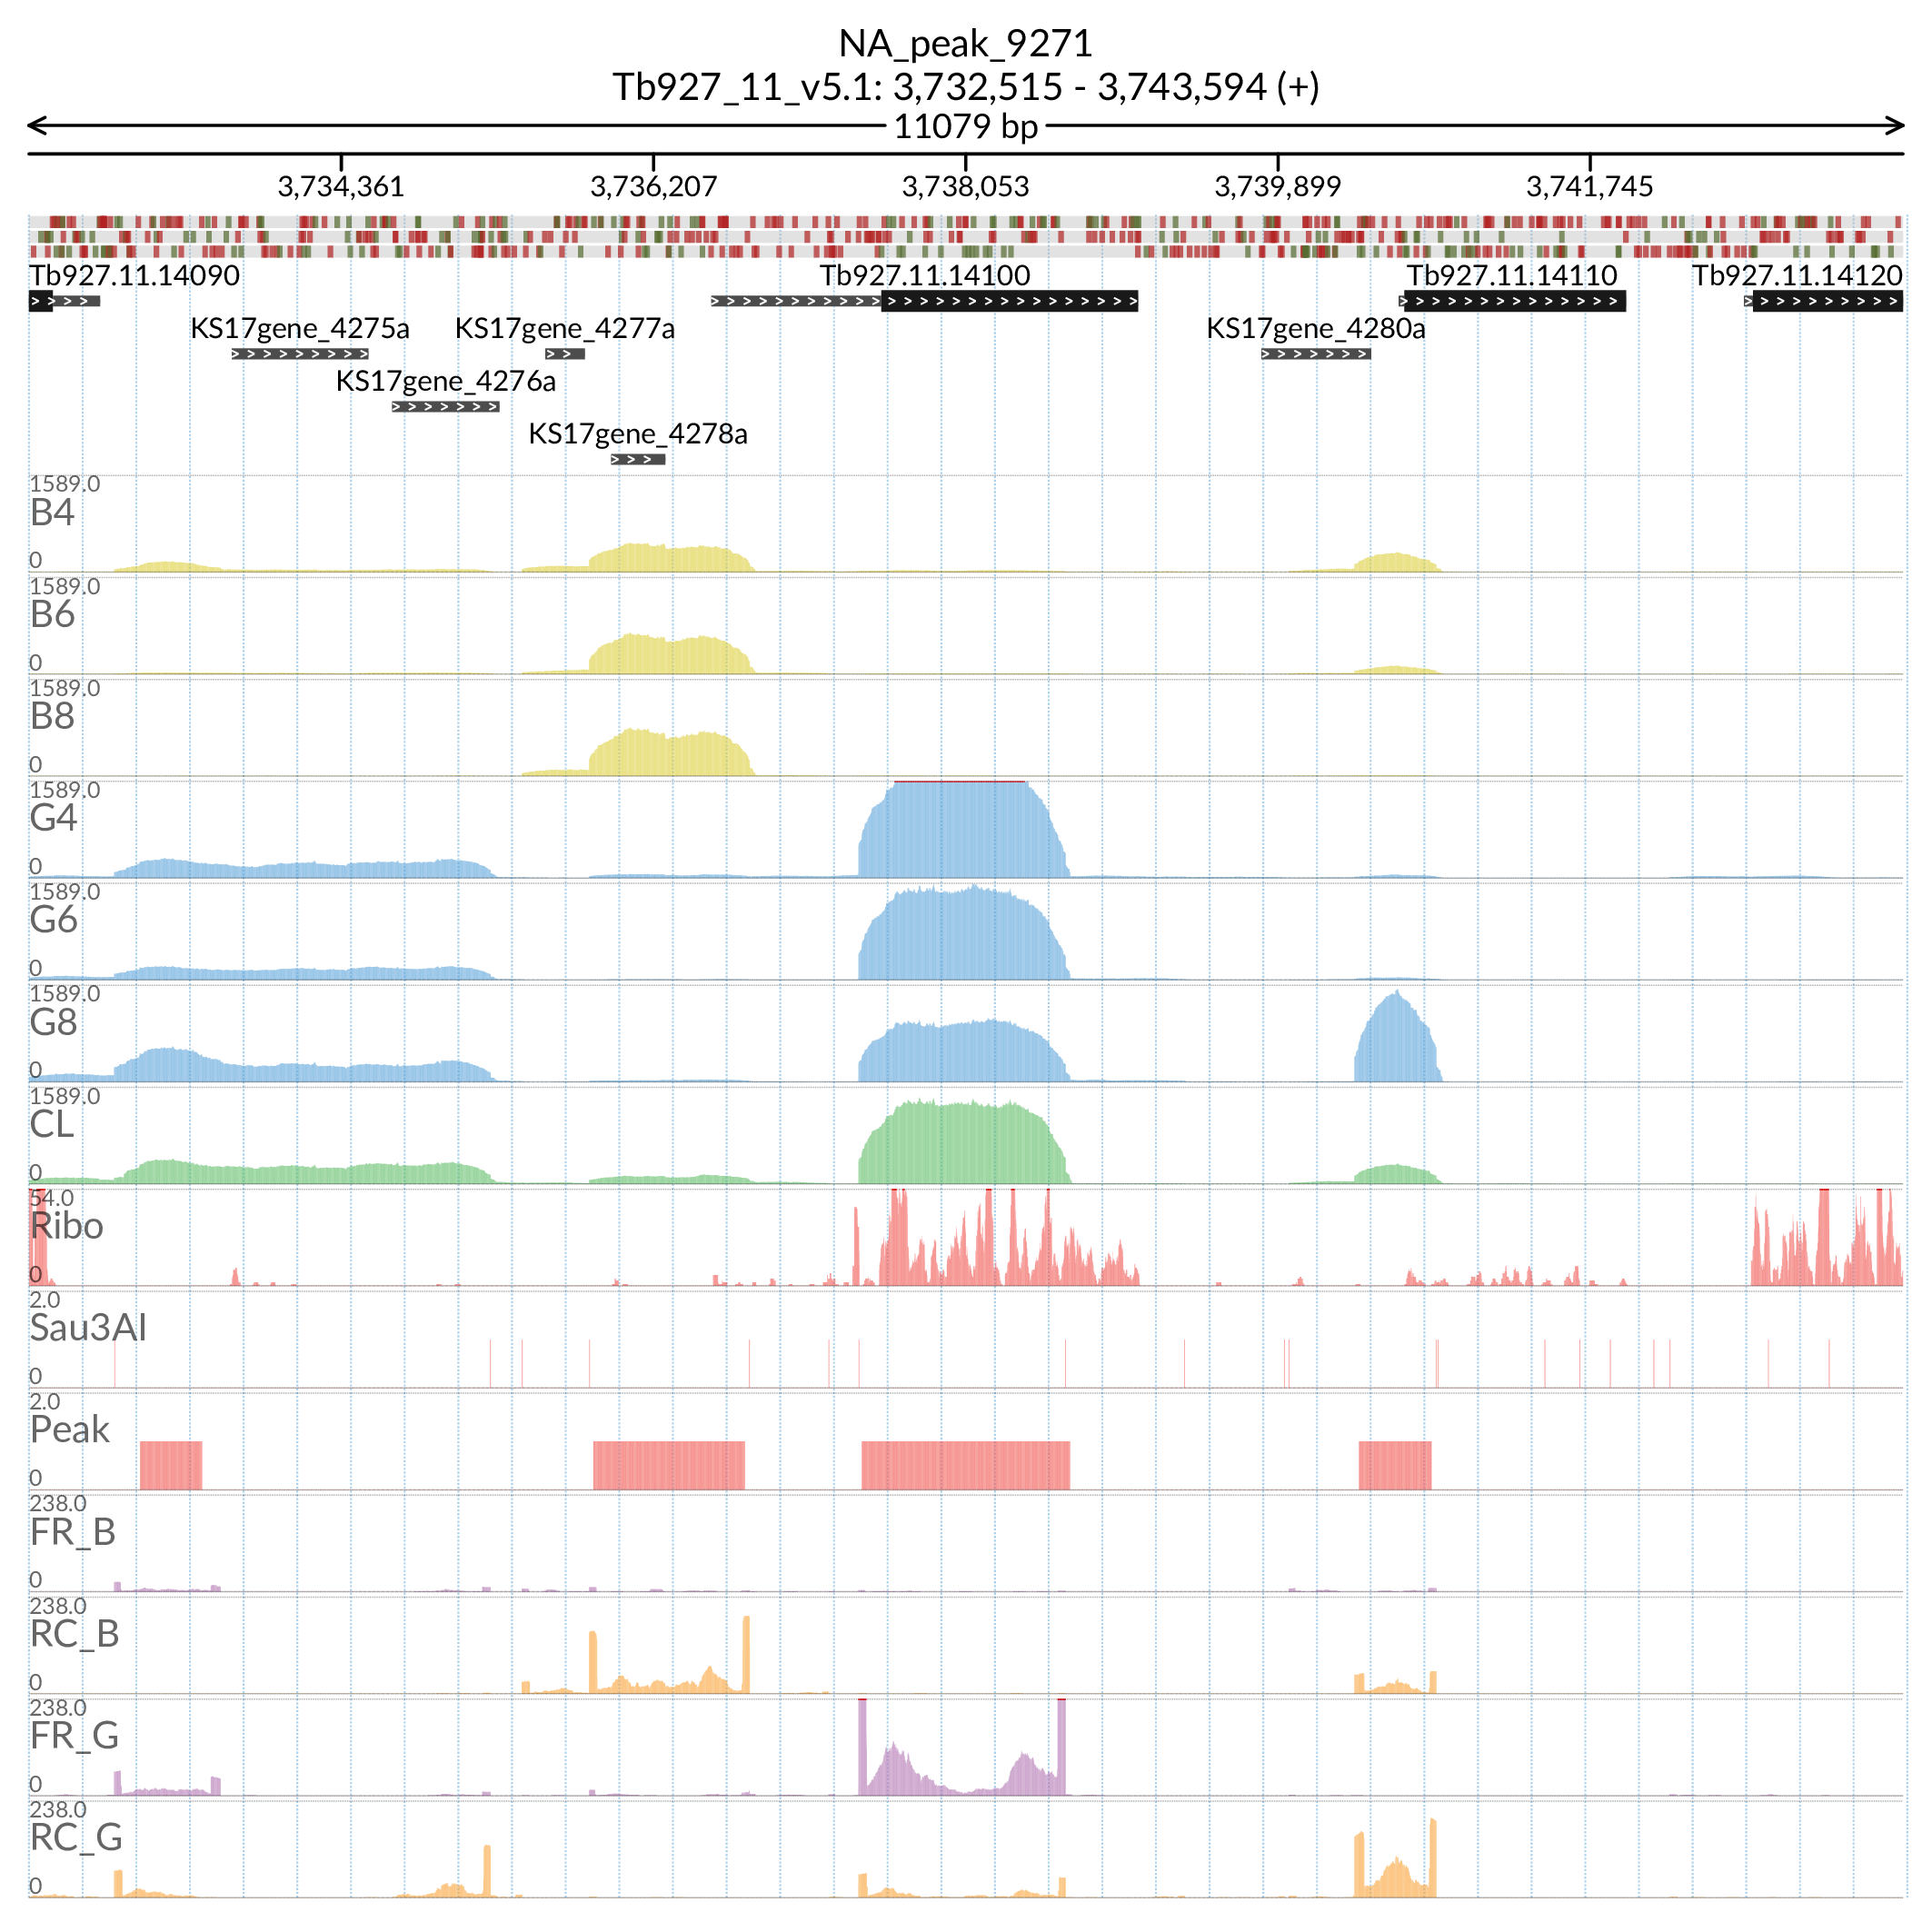 NA_peak_9271
Tb927_11_v5.1: 3,732,515 - 3,743,594 (+)
11079 bp
3,734,361 3,736,207 3,738,053 3,739,899 3,741,745
Tb927.11.14090 Tb927.11.14100 Tb927.11.14110 Tb927.11.14120
KS17gene_4275a KS17gene_4277a KS17gene_4280a
KS17gene_4276a
KS17gene_4278a
1589.0
B4
0
1589.0
B6
0
1589.0
B8
0
1589.0
G4
0
1589.0
G6
0
1589.0
G8
0
1589.0
CL
0
54.0
Ribo
0
2.0
Sau3AI
0
2.0
Peak
0
238.0
FR_B
0
238.0
RC_B
0
238.0
FR_G
0
238.0
RC_G
0